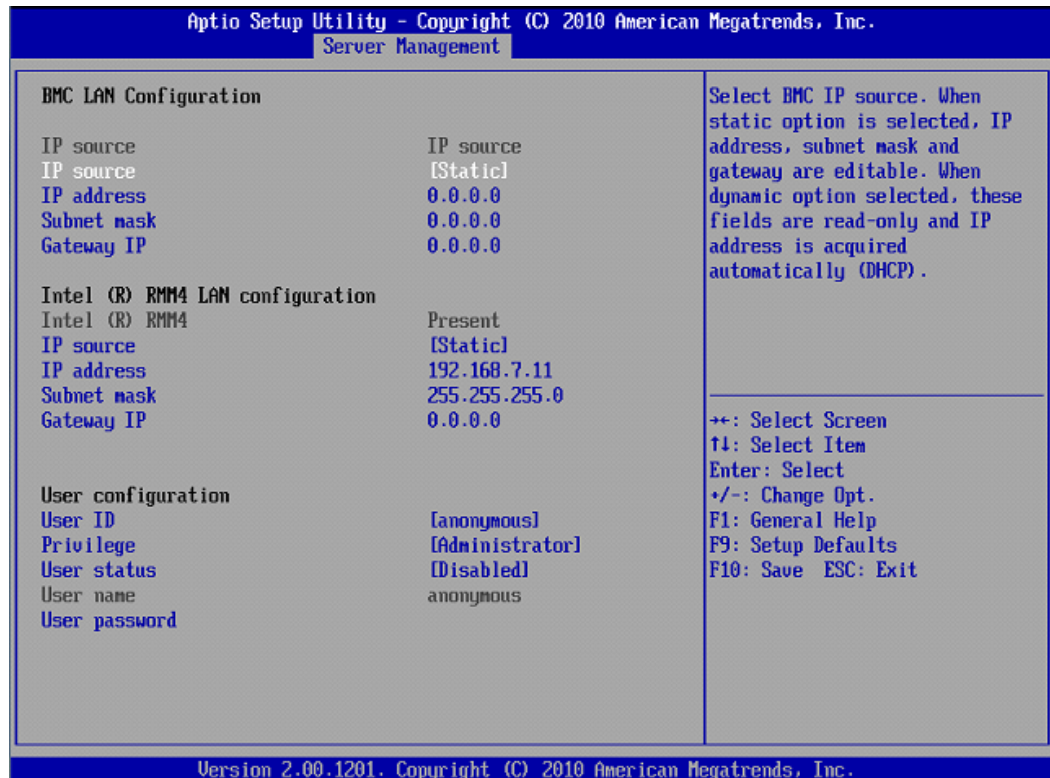 Aptio Setup Utility - Copyright (C) 2010 American Megatrends, Inc.
Server Management
BMC LAN Configuration
IP source IP source
IP source [Static]
IP address 0.0.0.0
Subnet mask 0.0.0.0
Gateway IP 0.0.0.0
Intel (R) RMM4 LAN configuration
Intel (R) RMM4 Present
IP source [Static]
IP address 192.168.7.11
Subnet mask 255.255.255.0
Gateway IP 0.0.0.0
User configuration
User ID [anonymous]
Privilege [Administrator]
User status [Disabled]
User name anonymous
User password
Select BMC IP source. When
static option is selected, IP
address, subnet mask and
gateway are editable. When
dynamic option selected, these
fields are read-only and IP
address is acquired
automatically (DHCP).
→←: Select Screen
↑↓: Select Item
Enter: Select
+/-: Change Opt.
F1: General Help
F9: Setup Defaults
F10: Save ESC: Exit
Version 2.00.1201. Copyright (C) 2010 American Megatrends, Inc.